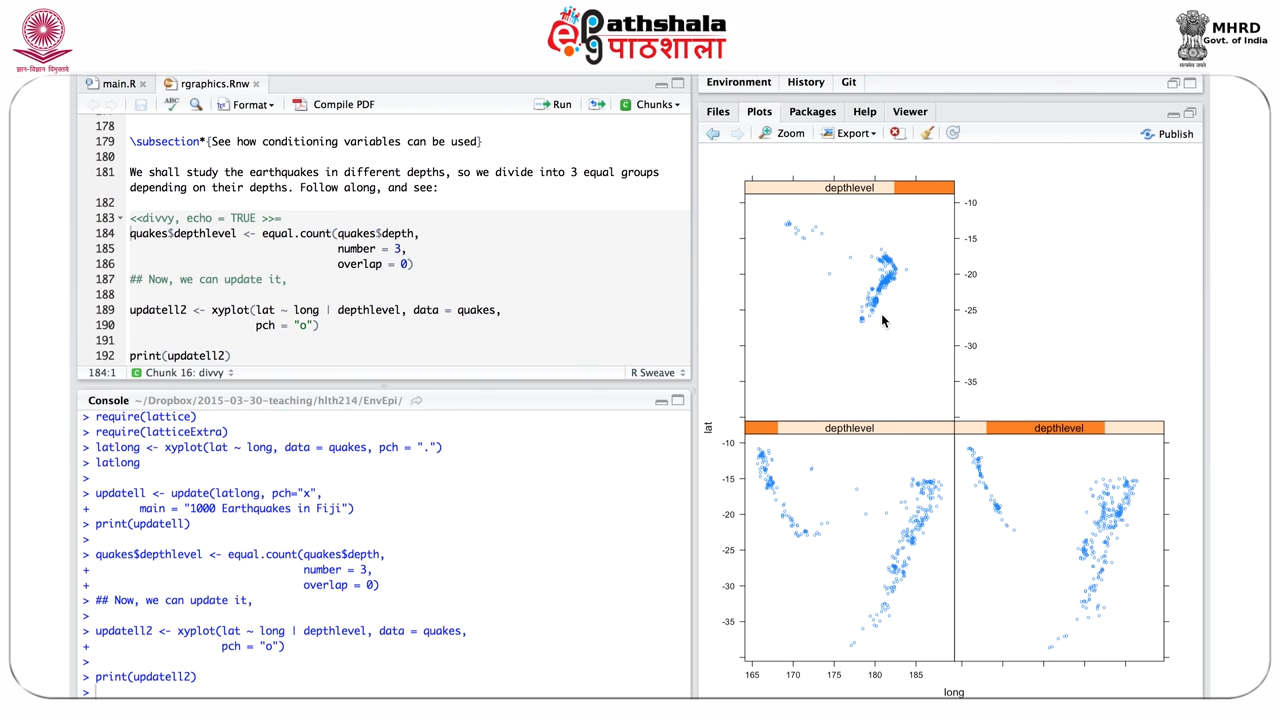 ज्ञान-विज्ञान विमुक्तये
epathshala
पाठशाला
MHRD
Govt. of India
main.R
rgraphics.Rnw
ABC
Format
Compile PDF
Run
Chunks
178
179 \subsection*{See how conditioning variables can be used}
180
181 We shall study the earthquakes in different depths, so we divide into 3 equal groups
depending on their depths. Follow along, and see:
182
183 <<divvy, echo = TRUE >>=
184 quakes$depthlevel <- equal.count(quakes$depth,
185 number = 3,
186 overlap = 0)
187 ## Now, we can update it,
188
189 updatell2 <- xyplot(lat ~ long | depthlevel, data = quakes,
190 pch = "o")
191
192 print(updatell2)
184:1 C Chunk 16: divvy R Sweave
Console ~/Dropbox/2015-03-30-teaching/hlth214/EnvEpi/
> require(lattice)
> require(latticeExtra)
> latlong <- xyplot(lat ~ long, data = quakes, pch = ".")
> latlong
>
> updatell <- update(latlong, pch="x",
+ main = "1000 Earthquakes in Fiji")
> print(updatell)
>
> quakes$depthlevel <- equal.count(quakes$depth,
+ number = 3,
+ overlap = 0)
> ## Now, we can update it,
>
> updatell2 <- xyplot(lat ~ long | depthlevel, data = quakes,
+ pch = "o")
>
> print(updatell2)
>
Environment History Git
Files Plots Packages Help Viewer
Zoom Export Publish
depthlevel
-10
-15
-20
-25
-30
-35
lat
depthlevel depthlevel
-10
-15
-20
-25
-30
-35
165 170 175 180 185
long